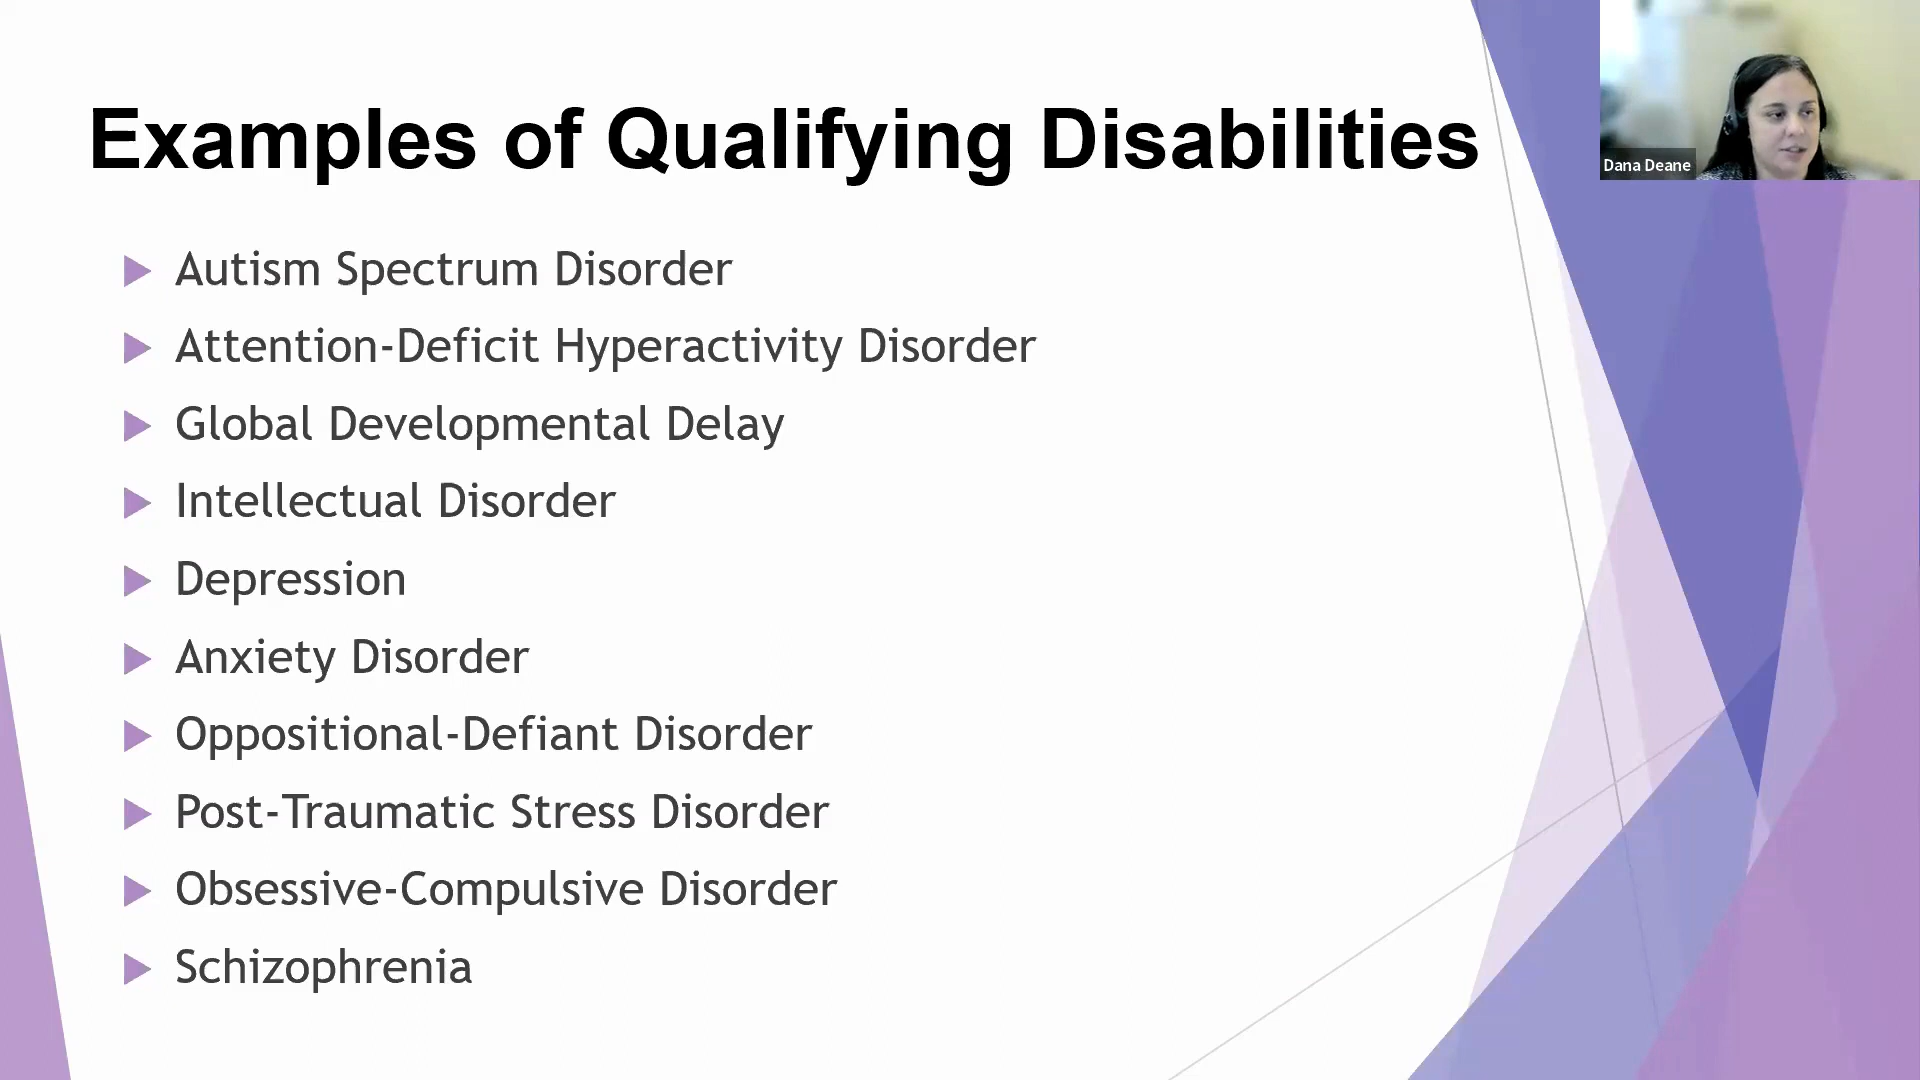 Examples of Qualifying Disabilities
Dana Deane
Autism Spectrum Disorder
Attention-Deficit Hyperactivity Disorder
Global Developmental Delay
Intellectual Disorder
Depression
Anxiety Disorder
Oppositional-Defiant Disorder
Post-Traumatic Stress Disorder
Obsessive-Compulsive Disorder
Schizophrenia